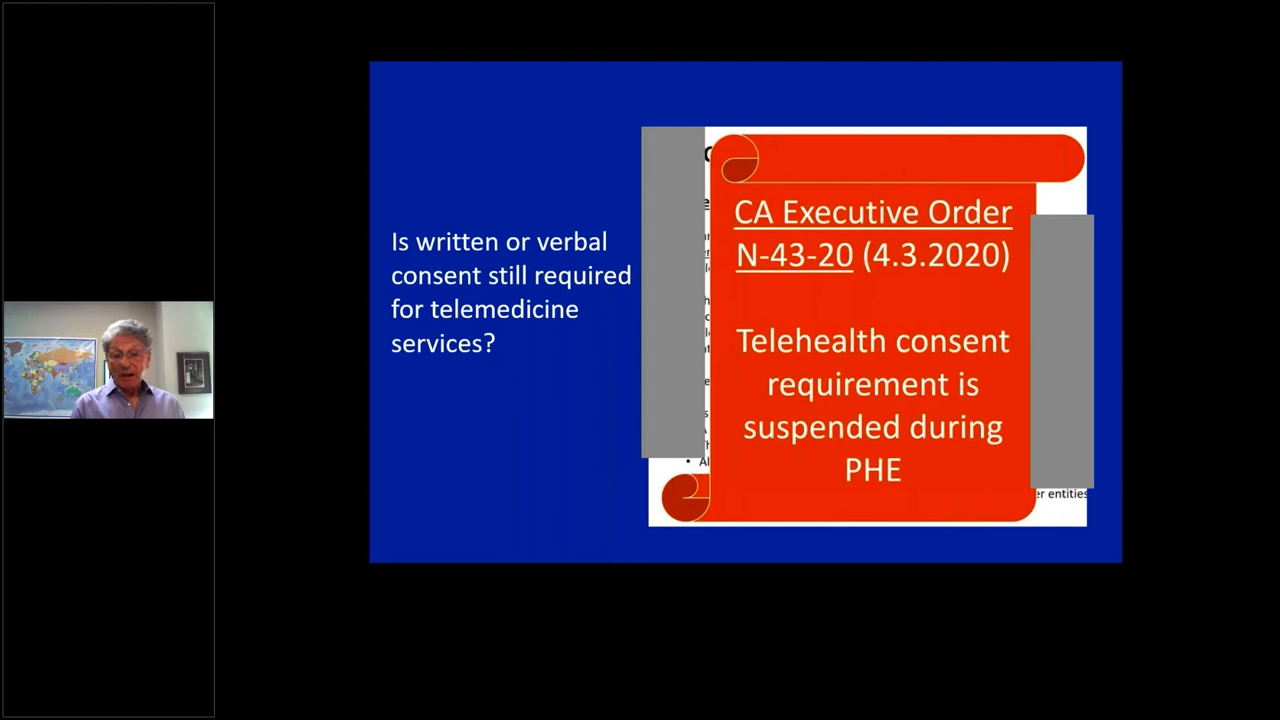 Is written or verbal
consent still required
for telemedicine
services?
CA Executive Order
N-43-20 (4.3.2020)
Telehealth consent
requirement is
suspended during
PHE
entities